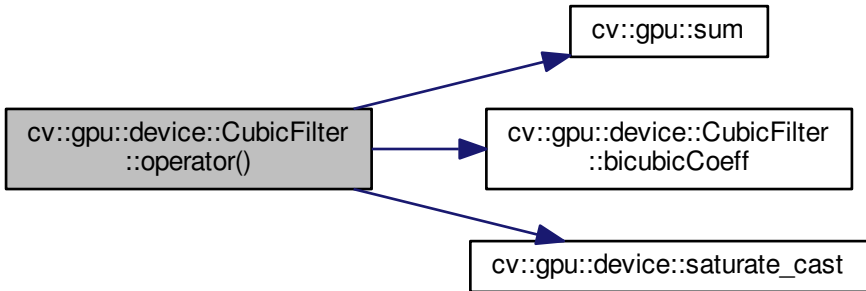 cv::gpu::sum
cv::gpu::device::CubicFilter
::operator()
cv::gpu::device::CubicFilter
::bicubicCoeff
cv::gpu::device::saturate_cast